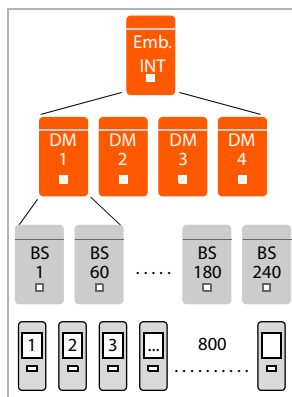 Emb.
INT
DM DM DM DM
1 2 3 4
BS BS BS BS
1 60 ..... 180 240
1 2 3 ... 800
..........